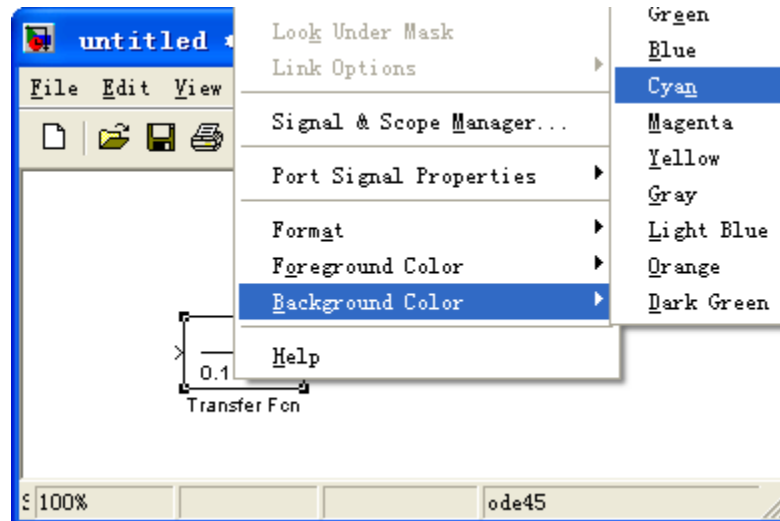 untitled *
File Edit View
Look Under Mask
Link Options
Signal & Scope Manager...
Port Signal Properties
Format
Foreground Color
Background Color
Help
Green
Blue
Cyan
Magenta
Yellow
Gray
Light Blue
Orange
Dark Green
0.1
Transfer Fcn
100%
ode45